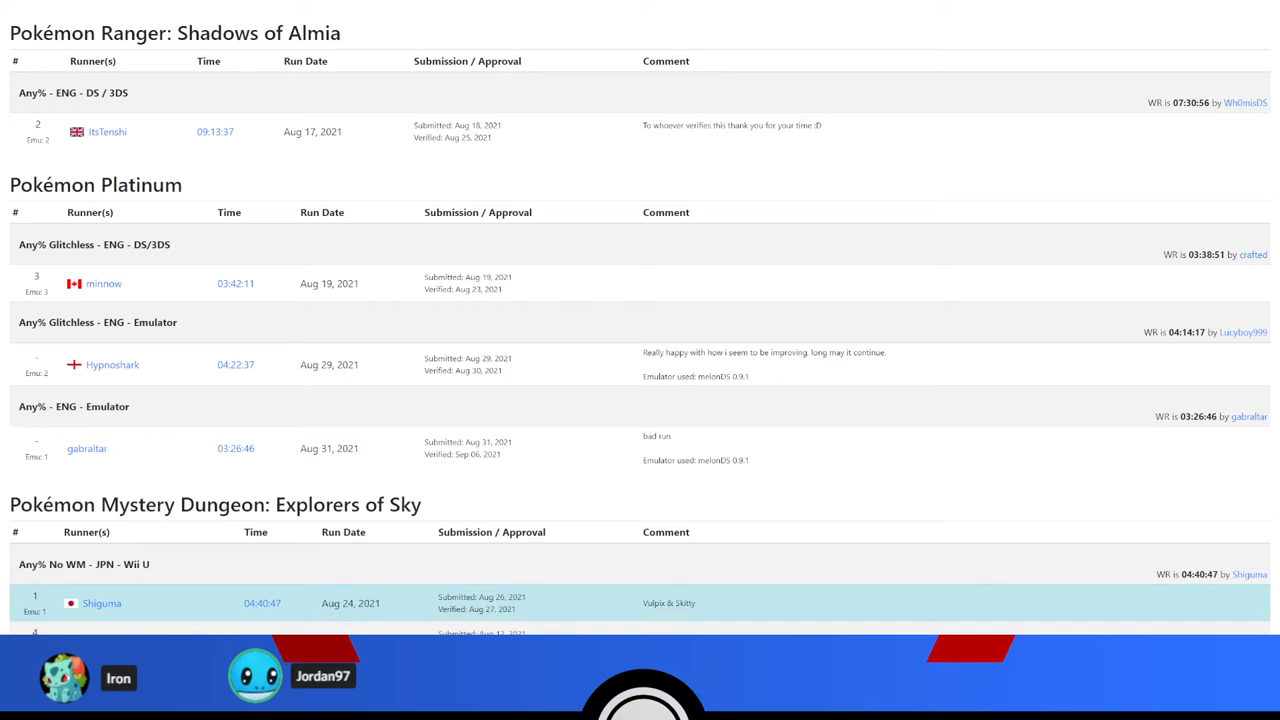 Pokémon Ranger: Shadows of Almia
# Runner(s) Time Run Date Submission / Approval Comment
Any% - ENG - DS / 3DS
WR is 07:30:56 by Wh0misDS
2 ItsTenshi 09:13:37 Aug 17, 2021 Submitted: Aug 18, 2021 To whoever verifies this thank you for your time :D
Emu: 2 Verified: Aug 25, 2021
Pokémon Platinum
# Runner(s) Time Run Date Submission / Approval Comment
Any% Glitchless - ENG - DS/3DS
WR is 03:38:51 by crafted
3 minnow 03:42:11 Aug 19, 2021 Submitted: Aug 19, 2021
Emu: 3 Verified: Aug 23, 2021
Any% Glitchless - ENG - Emulator
WR is 04:14:17 by Lucyboy999
- Hypnoshark 04:22:37 Aug 29, 2021 Submitted: Aug 29, 2021 Really happy with how i seem to be improving, long may it continue.
Emu: 2 Verified: Aug 30, 2021 Emulator used: melonDS 0.9.1
Any% - ENG - Emulator
WR is 03:26:46 by gabraltar
- gabraltar 03:26:46 Aug 31, 2021 Submitted: Aug 31, 2021 bad run
Emu: 1 Verified: Sep 06, 2021 Emulator used: melonDS 0.9.1
Pokémon Mystery Dungeon: Explorers of Sky
# Runner(s) Time Run Date Submission / Approval Comment
Any% No WM - JPN - Wii U
WR is 04:40:47 by Shiguma
1 Shiguma 04:40:47 Aug 24, 2021 Submitted: Aug 26, 2021 Vulpix & Skitty
Emu: 1 Verified: Aug 27, 2021
4 Submitted: Aug 12, 2021
Iron Jordan97